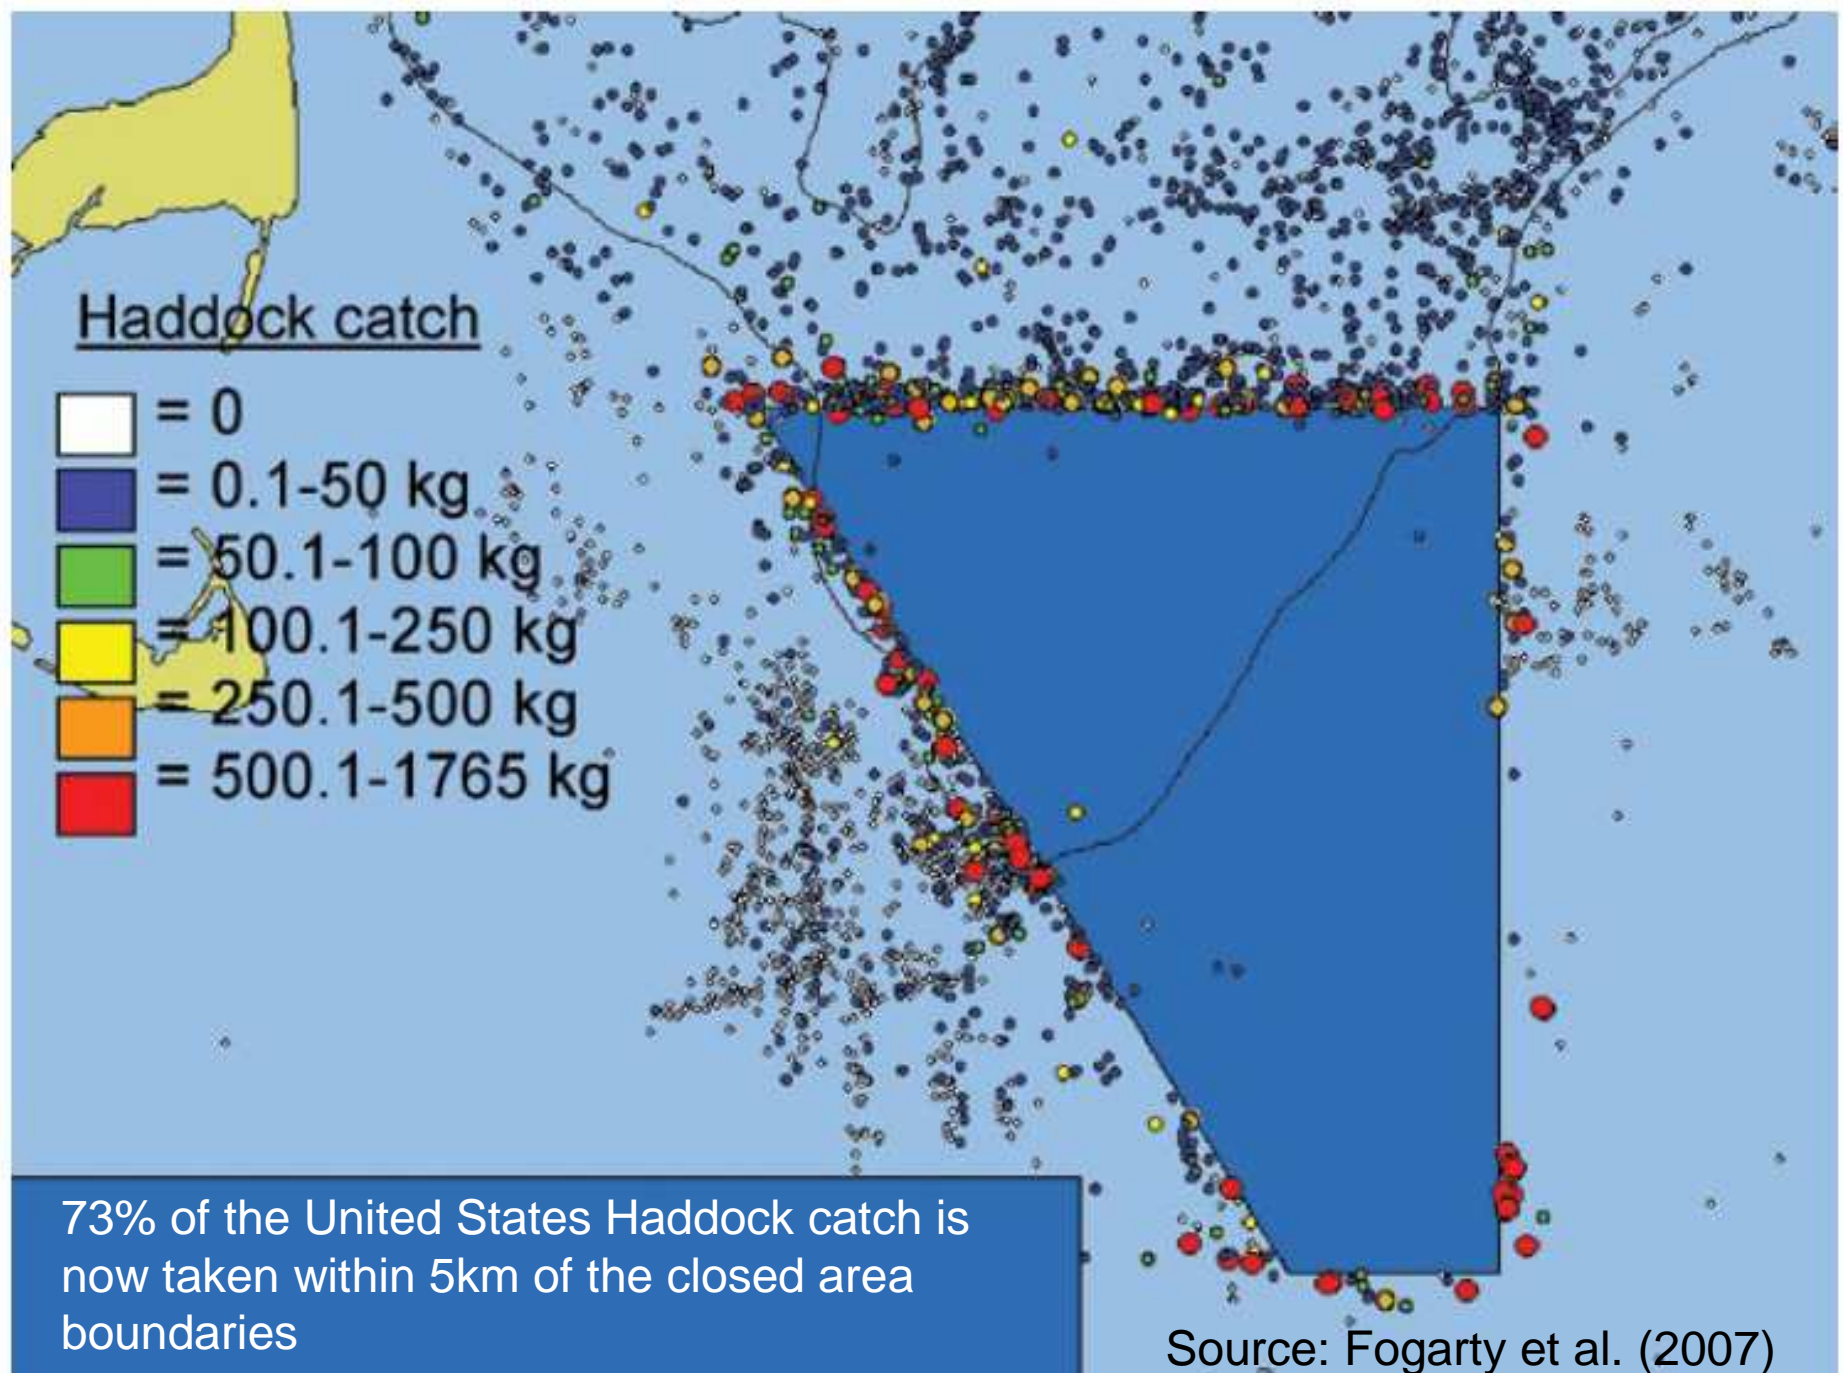 Haddock catch
= 0
= 0.1-50 kg
= 50.1-100 kg
= 100.1-250 kg
= 250.1-500 kg
= 500.1-1765 kg
73% of the United States Haddock catch is
now taken within 5km of the closed area
boundaries
Source: Fogarty et al. (2007)